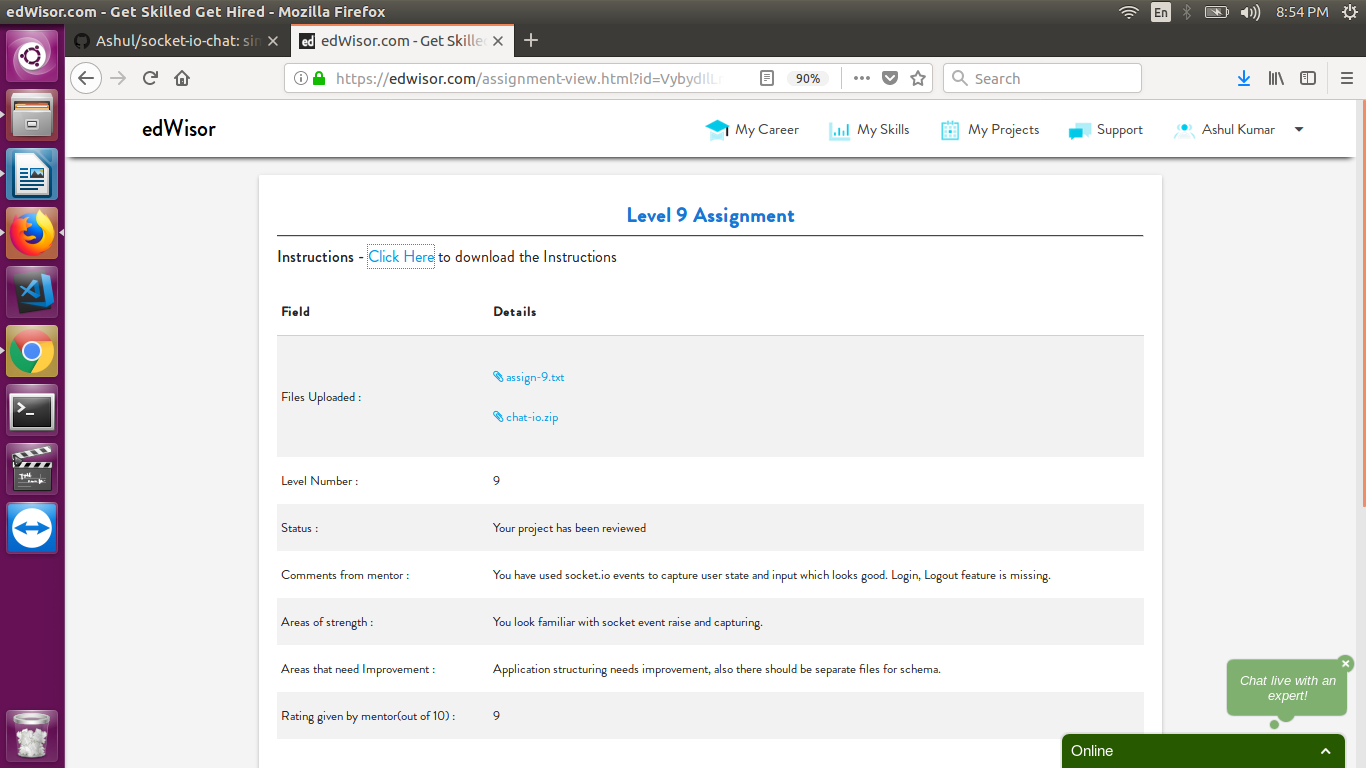 edWisor.com - Get Skilled Get Hired - Mozilla Firefox
En
8:54 PM
Ashul/socket-io-chat: sim
edWisor.com - Get Skilled
https://edwisor.com/assignment-view.html?id=VybydIlL
90%
Search
edWisor
My Career
My Skills
My Projects
Support
Ashul Kumar
Level 9 Assignment
Instructions - Click Here to download the Instructions
Field Details
Files Uploaded :
assign-9.txt
chat-io.zip
Level Number : 9
Status : Your project has been reviewed
Comments from mentor : You have used socket.io events to capture user state and input which looks good. Login, Logout feature is missing.
Areas of strength : You look familiar with socket event raise and capturing.
Areas that need Improvement : Application structuring needs improvement, also there should be separate files for schema.
Rating given by mentor(out of 10) : 9
Chat live with an
expert!
Online